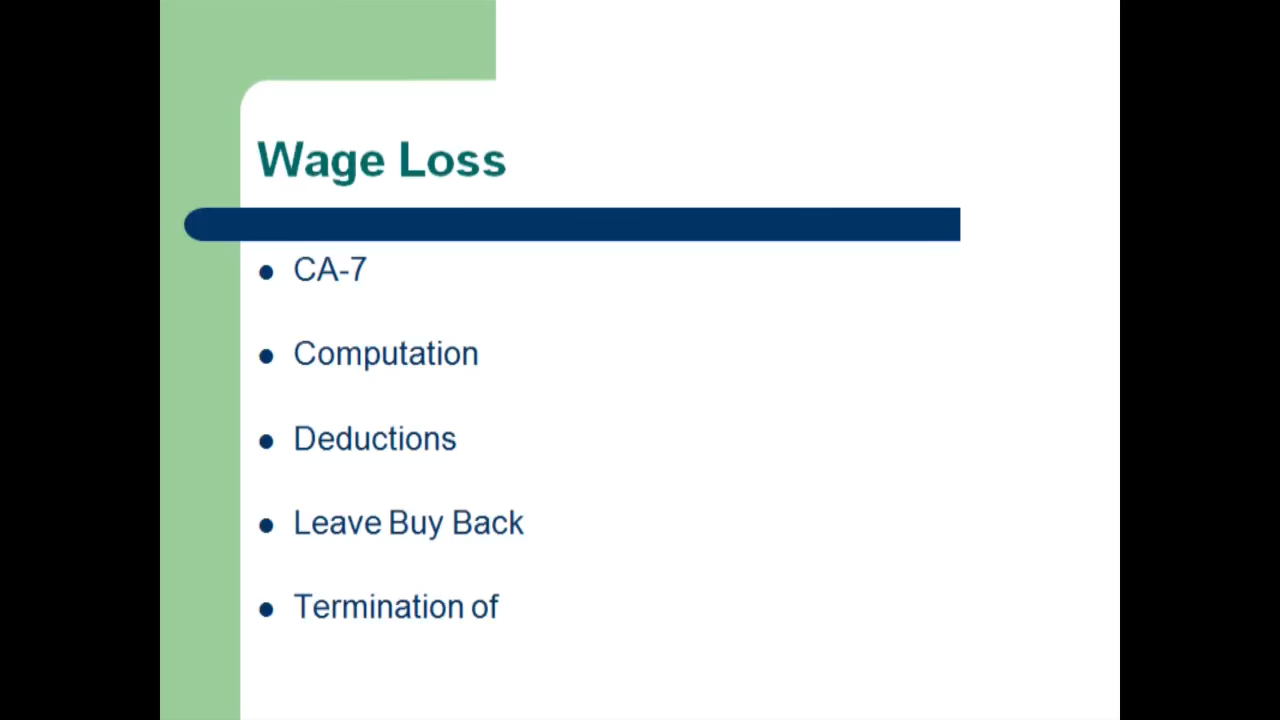 Wage Loss
CA-7
Computation
Deductions
Leave Buy Back
Termination of